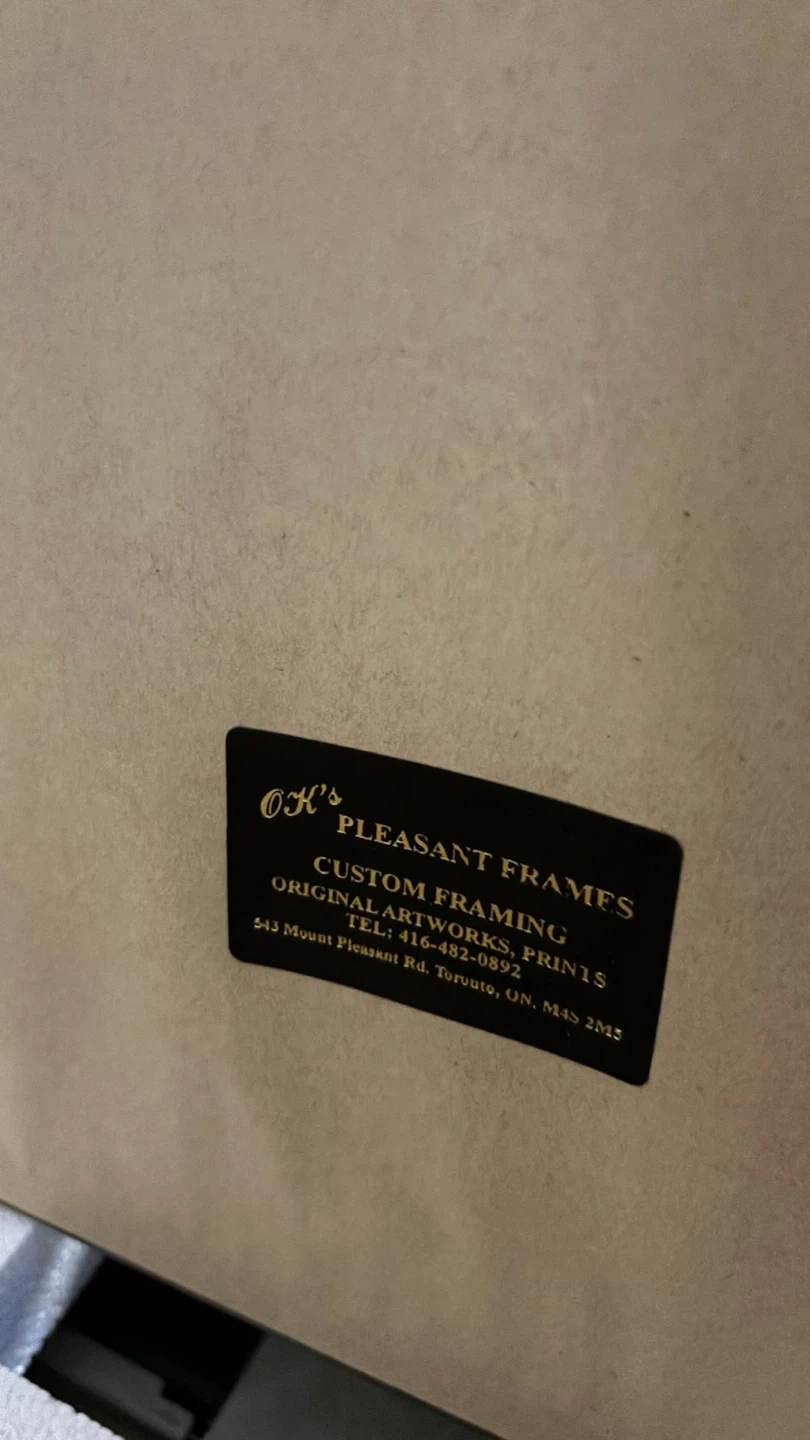 OK's
PLEASANT FRAMES
CUSTOM FRAMING
ORIGINAL ARTWORKS, PRINTS
TEL: 416-482-0892
543 Mount Pleasant Rd. Toronto, ON. M4S 2M5